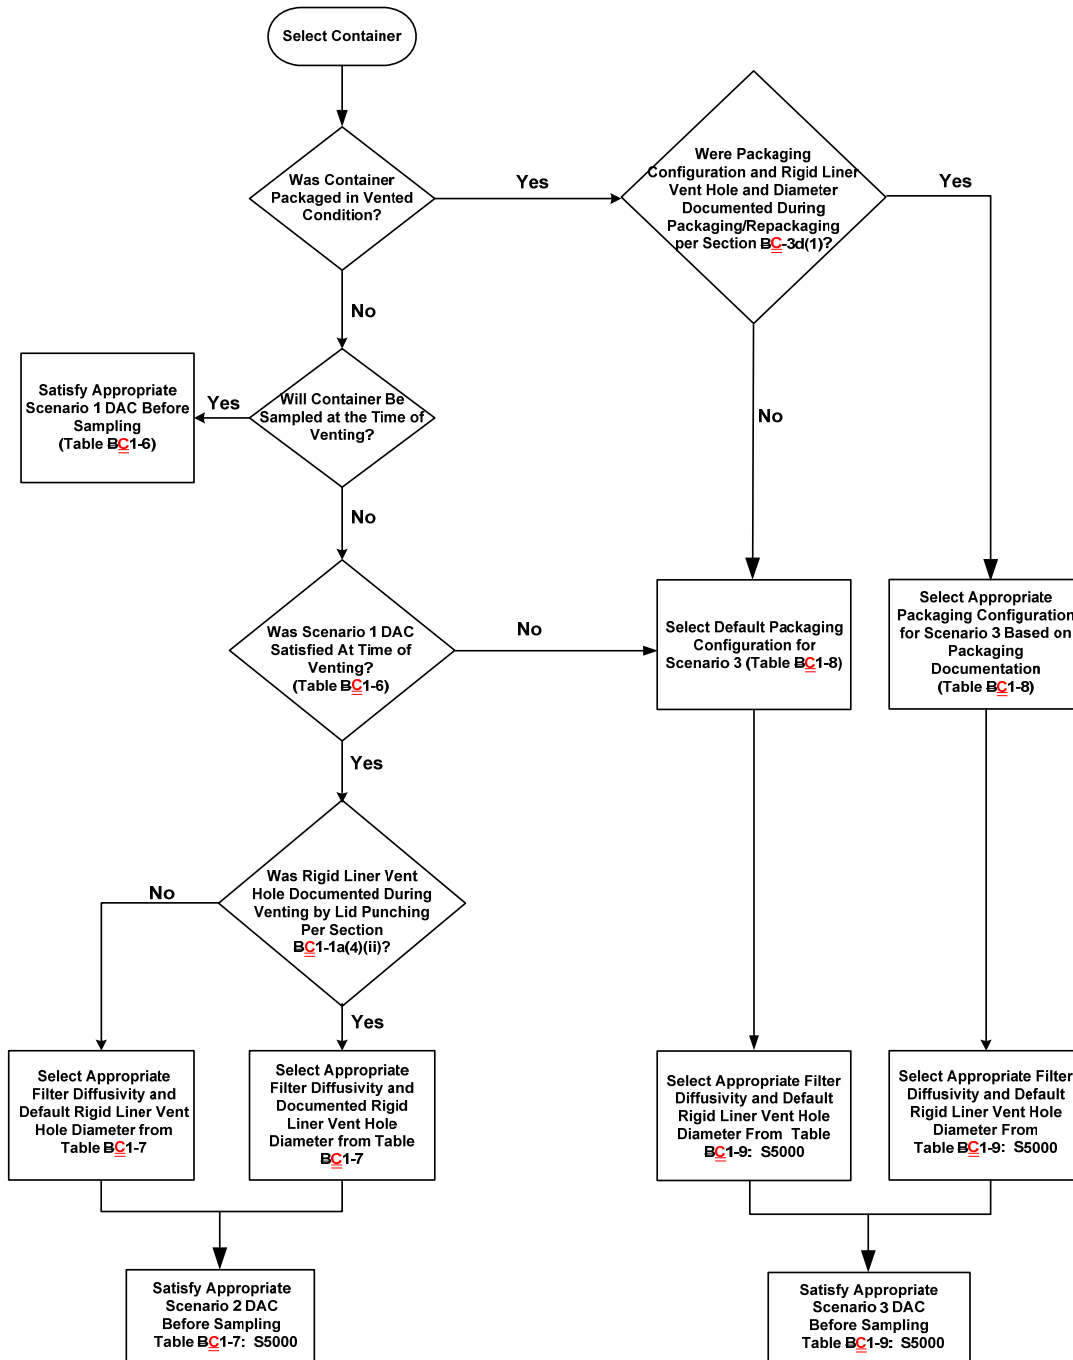 Select Container
Was Container
Packaged in Vented
Condition?
Yes
Were Packaging
Configuration and Rigid Liner
Vent Hole and Diameter
Documented During
Packaging/Repackaging
per Section BC-3d(1)?
Yes
No
No
Satisfy Appropriate
Scenario 1 DAC Before
Sampling
(Table BC1-6)
Yes
Will Container Be
Sampled at the Time of
Venting?
No
Was Scenario 1 DAC
Satisfied At Time of
Venting?
(Table BC1-6)
No
Select Default Packaging
Configuration for
Scenario 3 (Table BC1-8)
Select Appropriate
Packaging Configuration
for Scenario 3 Based on
Packaging
Documentation
(Table BC1-8)
Yes
Was Rigid Liner Vent
Hole Documented During
Venting by Lid Punching
Per Section
BC1-1a(4)(ii)?
No
Yes
Select Appropriate
Filter Diffusivity and
Default Rigid Liner Vent
Hole Diameter from
Table BC1-7
Select Appropriate
Filter Diffusivity and
Documented Rigid
Liner Vent Hole
Diameter from Table
BC1-7
Select Appropriate Filter
Diffusivity and Default
Rigid Liner Vent Hole
Diameter From Table
BC1-9: S5000
Select Appropriate Filter
Diffusivity and Default
Rigid Liner Vent Hole
Diameter From
Table BC1-9: S5000
Satisfy Appropriate
Scenario 2 DAC
Before Sampling
Table BC1-7: S5000
Satisfy Appropriate
Scenario 3 DAC
Before Sampling
Table BC1-9: S5000